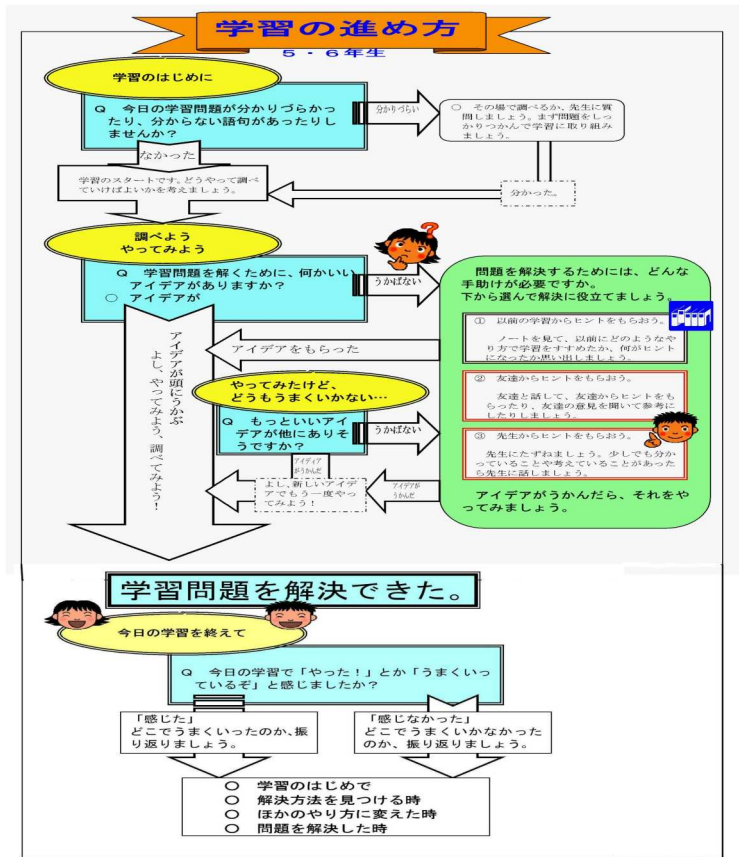 学習の進め方
5・6年生
学習のはじめに
Q 今日の学習問題が分かりづらかっ
たり、分からない語句があったりし
ませんか？
分かりづらい
○ その場で調べるか、先生に質
問しましょう。まず問題をしっ
かりつかんで学習に取り組み
ましょう。
なかった
学習のスタートです。どうやって調べ
ていけばよいかを考えましょう。
分かった。
調べよう
やってみよう
Q 学習問題を解くために、何かいい
アイデアがありますか？
○ アイデアが
うかばない
問題を解決するためには、どんな
手助けが必要ですか。
下から選んで解決に役立てましょう。
① 以前の学習からヒントをもらおう。
ノートを見て、以前にどのようなや
り方で学習をすすめたか、何がヒント
になったか思い出しましょう。
アイデアをもらった
アイデアが頭にうかぶ
よし、やってみよう、調べてみよう！
やってみたけど、
どうもうまくいかない…
Q もっといいアイ
デアが他にありそ
うですか？
うかばない
② 友達からヒントをもらおう。
友達と話して、友達からヒントをも
らったり、友達の意見を聞いて参考に
したりしましょう。
③ 先生からヒントをもらおう。
先生にたずねましょう。少しでも分か
っていることや考えていることがあった
ら先生に話しましょう。
アイデアがうかんだら、それをや
ってみましょう。
アイディア
がうかんだ
よし、新しいアイデ
アでもう一度やっ
てみよう！
アイデアが
うかんだ
学習問題を解決できた。
今日の学習を終えて
Q 今日の学習で「やった！」とか「うまくいっ
ているぞ」と感じましたか？
「感じた」
どこでうまくいったのか、振
り返りましょう。
「感じなかった」
どこでうまくいかなかった
のか、振り返りましょう。
○ 学習のはじめで
○ 解決方法を見つける時
○ ほかのやり方に変えた時
○ 問題を解決した時